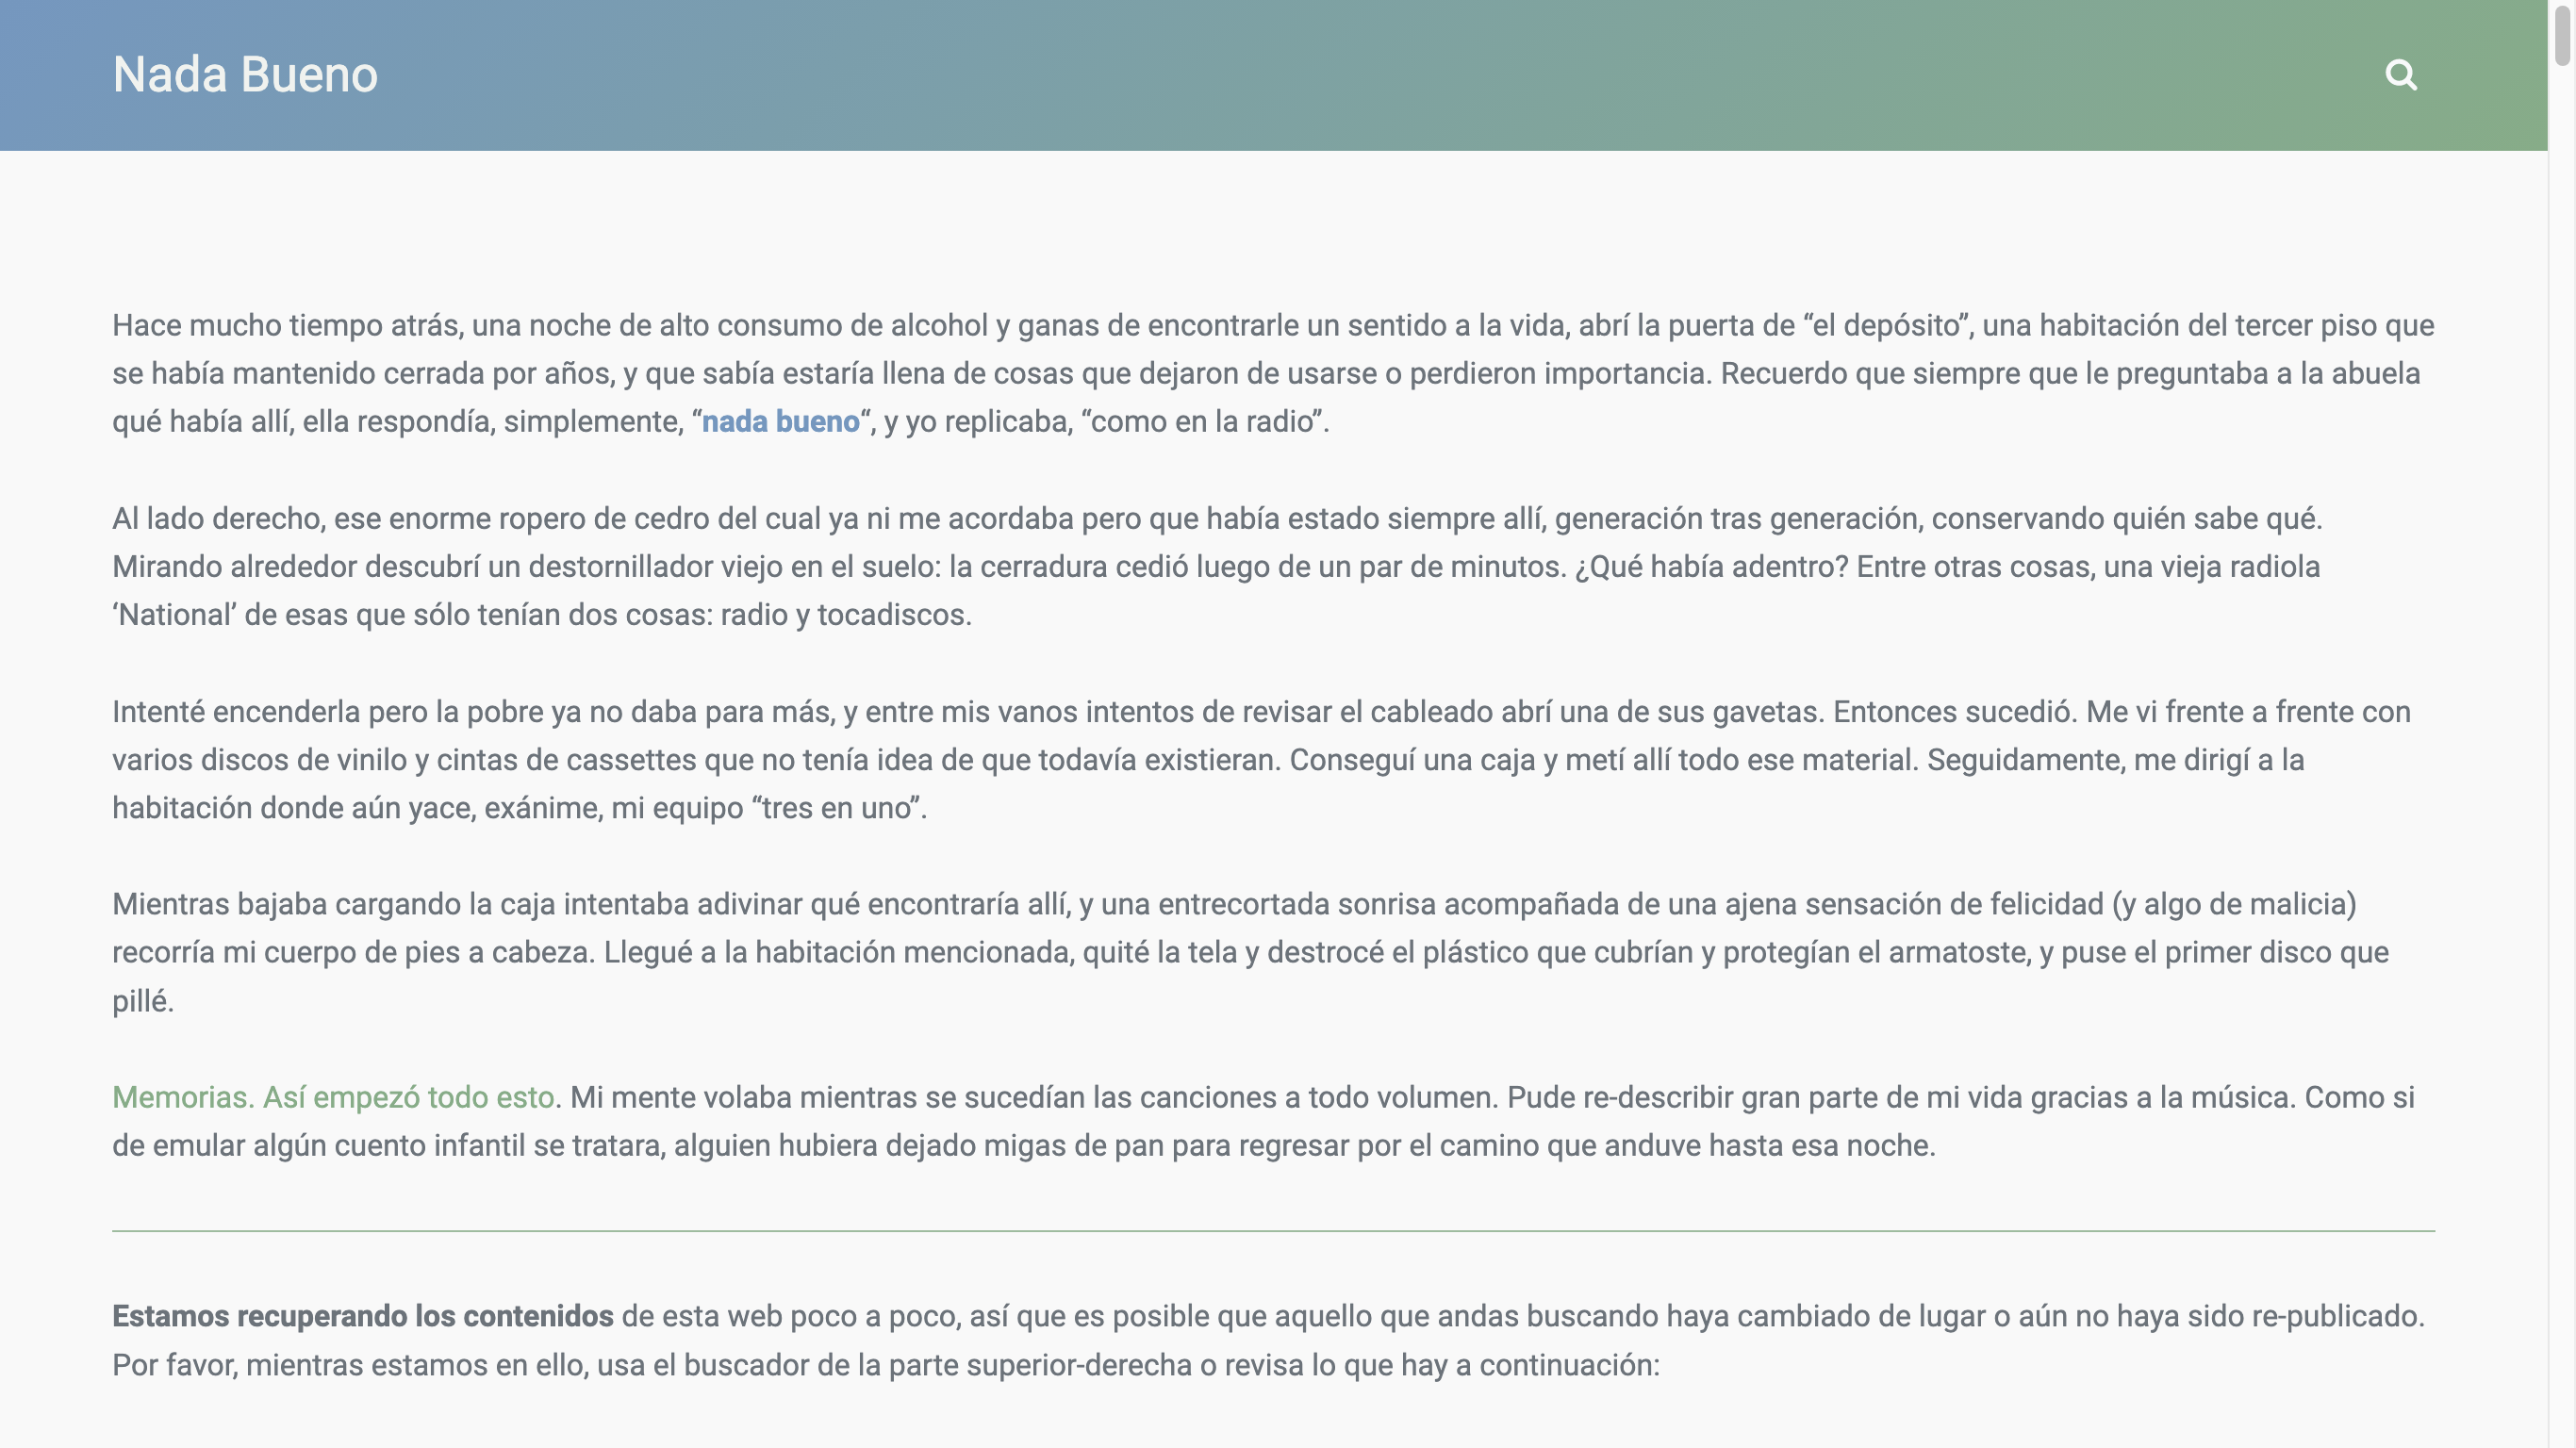 Nada Bueno
Hace mucho tiempo atrás, una noche de alto consumo de alcohol y ganas de encontrarle un sentido a la vida, abrí la puerta de “el depósito”, una habitación del tercer piso que
se había mantenido cerrada por años, y que sabía estaría llena de cosas que dejaron de usarse o perdieron importancia. Recuerdo que siempre que le preguntaba a la abuela
qué había allí, ella respondía, simplemente, “nada bueno“, y yo replicaba, “como en la radio”.
Al lado derecho, ese enorme ropero de cedro del cual ya ni me acordaba pero que había estado siempre allí, generación tras generación, conservando quién sabe qué.
Mirando alrededor descubrí un destornillador viejo en el suelo: la cerradura cedió luego de un par de minutos. ¿Qué había adentro? Entre otras cosas, una vieja radiola
‘National’ de esas que sólo tenían dos cosas: radio y tocadiscos.
Intenté encenderla pero la pobre ya no daba para más, y entre mis vanos intentos de revisar el cableado abrí una de sus gavetas. Entonces sucedió. Me vi frente a frente con
varios discos de vinilo y cintas de cassettes que no tenía idea de que todavía existieran. Conseguí una caja y metí allí todo ese material. Seguidamente, me dirigí a la
habitación donde aún yace, exánime, mi equipo “tres en uno”.
Mientras bajaba cargando la caja intentaba adivinar qué encontraría allí, y una entrecortada sonrisa acompañada de una ajena sensación de felicidad (y algo de malicia)
recorría mi cuerpo de pies a cabeza. Llegué a la habitación mencionada, quité la tela y destrocé el plástico que cubrían y protegían el armatoste, y puse el primer disco que
pillé.
Memorias. Así empezó todo esto. Mi mente volaba mientras se sucedían las canciones a todo volumen. Pude re-describir gran parte de mi vida gracias a la música. Como si
de emular algún cuento infantil se tratara, alguien hubiera dejado migas de pan para regresar por el camino que anduve hasta esa noche.
Estamos recuperando los contenidos de esta web poco a poco, así que es posible que aquello que andas buscando haya cambiado de lugar o aún no haya sido re-publicado.
Por favor, mientras estamos en ello, usa el buscador de la parte superior-derecha o revisa lo que hay a continuación: